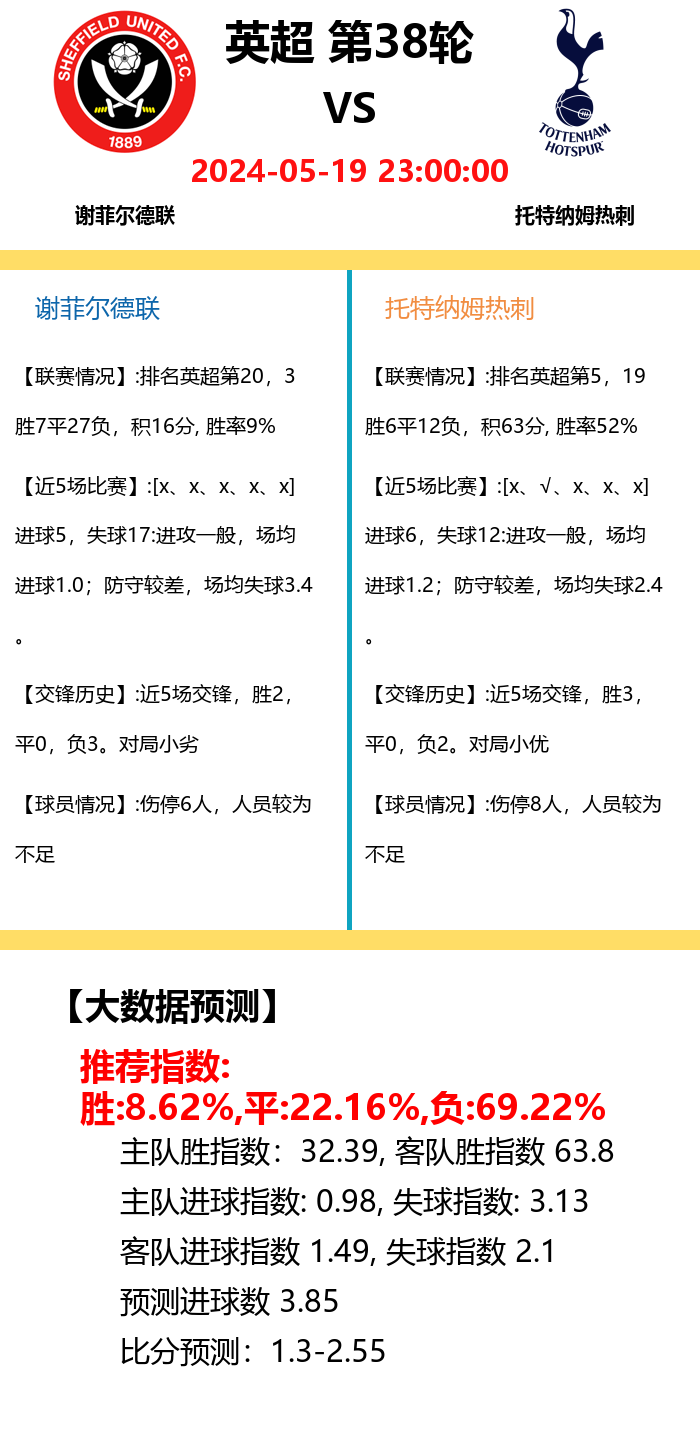 SHEFFIELD UNITED F.C.
1889
英超 第38轮
VS
TOTTENHAM
HOTSPUR
2024-05-19 23:00:00
谢菲尔德联
托特纳姆热刺
谢菲尔德联
【联赛情况】:排名英超第20，3
胜7平27负，积16分, 胜率9%
【近5场比赛】:[x、x、x、x、x]
进球5，失球17:进攻一般，场均
进球1.0；防守较差，场均失球3.4
。
【交锋历史】:近5场交锋，胜2，
平0，负3。对局小劣
【球员情况】:伤停6人，人员较为
不足
托特纳姆热刺
【联赛情况】:排名英超第5，19
胜6平12负，积63分, 胜率52%
【近5场比赛】:[x、√、x、x、x]
进球6，失球12:进攻一般，场均
进球1.2；防守较差，场均失球2.4
。
【交锋历史】:近5场交锋，胜3，
平0，负2。对局小优
【球员情况】:伤停8人，人员较为
不足
【大数据预测】
推荐指数:
胜:8.62%,平:22.16%,负:69.22%
主队胜指数：32.39, 客队胜指数 63.8
主队进球指数: 0.98, 失球指数: 3.13
客队进球指数 1.49, 失球指数 2.1
预测进球数 3.85
比分预测：1.3-2.55